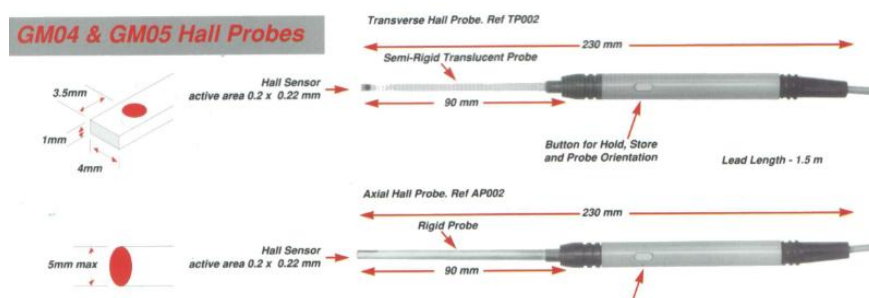 GM04 & GM05 Hall Probes
Transverse Hall Probe. Ref TP002
230 mm
Semi-Rigid Translucent Probe
Hall Sensor
active area 0.2 x 0.22 mm
90 mm
3.5mm
1mm
4mm
Button for Hold, Store
and Probe Orientation
Lead Length - 1.5 m
Axial Hall Probe. Ref AP002
230 mm
Rigid Probe
Hall Sensor
active area 0.2 x 0.22 mm
90 mm
5mm max